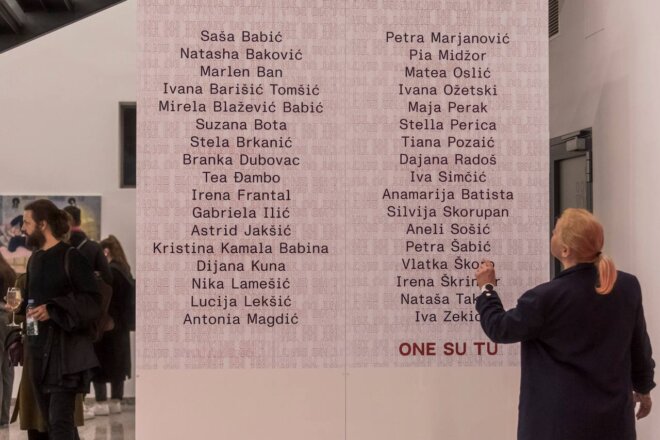 Saša Babić
Natasha Baković
Marlen Ban
Ivana Barišić Tomšić
Mirela Blažević Babić
Suzana Bota
Stela Brkanić
Branka Dubovac
Tea Đambo
Irena Frantal
Gabriela Ilić
Astrid Jakšić
Kristina Kamala Babina
Dijana Kuna
Nika Lamešić
Lucija Lekšić
Antonia Magdić
Petra Marjanović
Pia Midžor
Matea Oslić
Ivana Ožetski
Maja Perak
Stella Perica
Tiana Pozaić
Dajana Radoš
Iva Simčić
Anamarija Batista
Silvija Skorupan
Aneli Sošić
Petra Šabić
Vlatka
Irena
Nataša
Iva
ONE SU TU